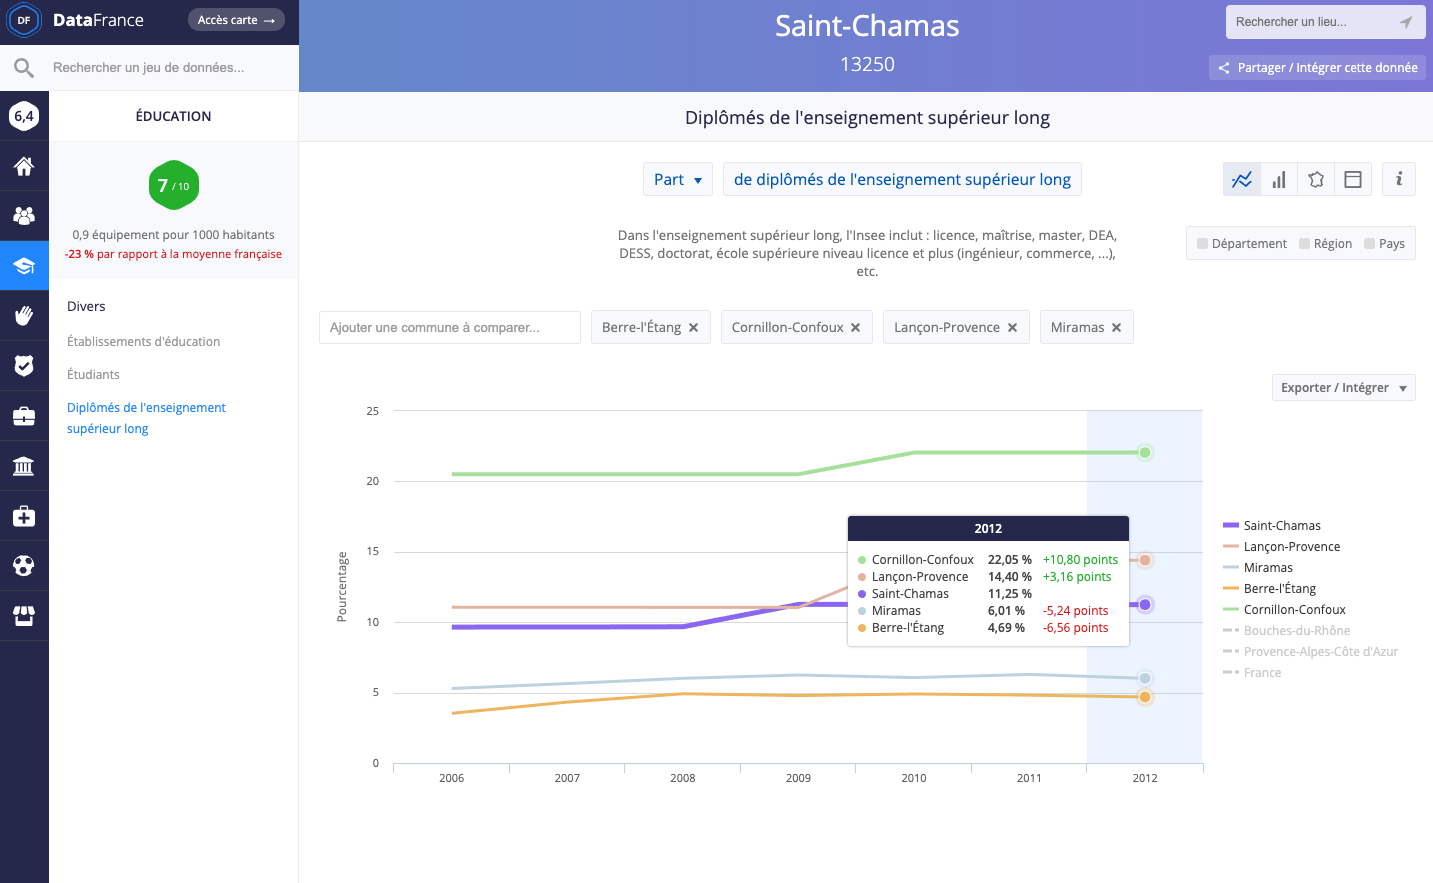 DF
DataFrance
Accès carte →
Rechercher un jeu de données...
6,4
ÉDUCATION
7 / 10
0,9 équipement pour 1000 habitants
-23 % par rapport à la moyenne française
Divers
Établissements d'éducation
Étudiants
Diplômés de l'enseignement
supérieur long
Saint-Chamas
13250
Rechercher un lieu...
Partager / Intégrer cette donnée
Diplômés de l'enseignement supérieur long
Part
de diplômés de l'enseignement supérieur long
i
Dans l'enseignement supérieur long, l'Insee inclut : licence, maîtrise, master, DEA,
DESS, doctorat, école supérieure niveau licence et plus (ingénieur, commerce, ...),
etc.
Département Région Pays
Ajouter une commune à comparer...
Berre-l'Étang
Cornillon-Confoux
Lançon-Provence
Miramas
Exporter / Intégrer
Pourcentage
25
20
15
10
5
0
2006 2007 2008 2009 2010 2011 2012
2012
Cornillon-Confoux 22,05 % +10,80 points
Lançon-Provence 14,40 % +3,16 points
Saint-Chamas 11,25 %
Miramas 6,01 % -5,24 points
Berre-l'Étang 4,69 % -6,56 points
Saint-Chamas
Lançon-Provence
Miramas
Berre-l'Étang
Cornillon-Confoux
Bouches-du-Rhône
Provence-Alpes-Côte d'Azur
France